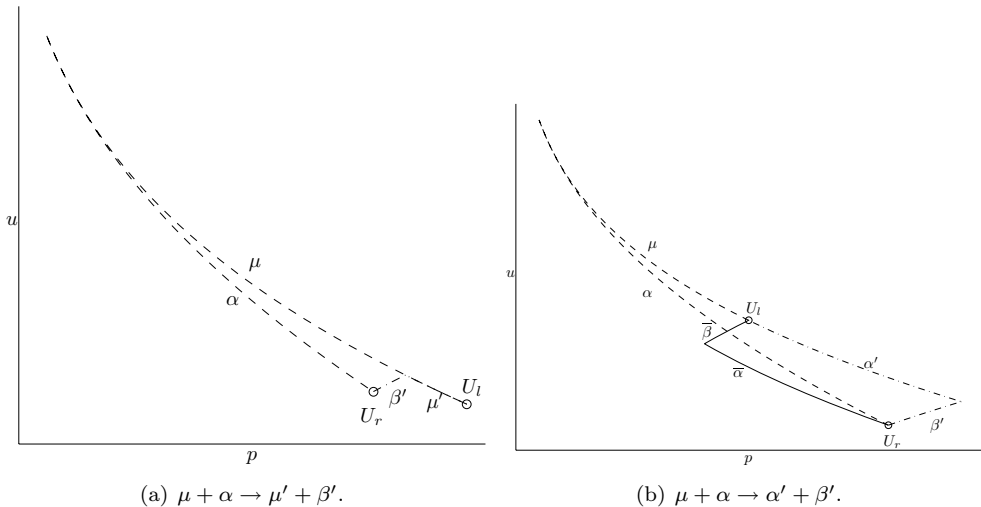 u
μ
α
β′
μ′
U_l
U_r
p
(a) μ + α → μ′ + β′.
u
μ
α
U_l
β̅
α̅
α′
β′
U_r
p
(b) μ + α → α′ + β′.